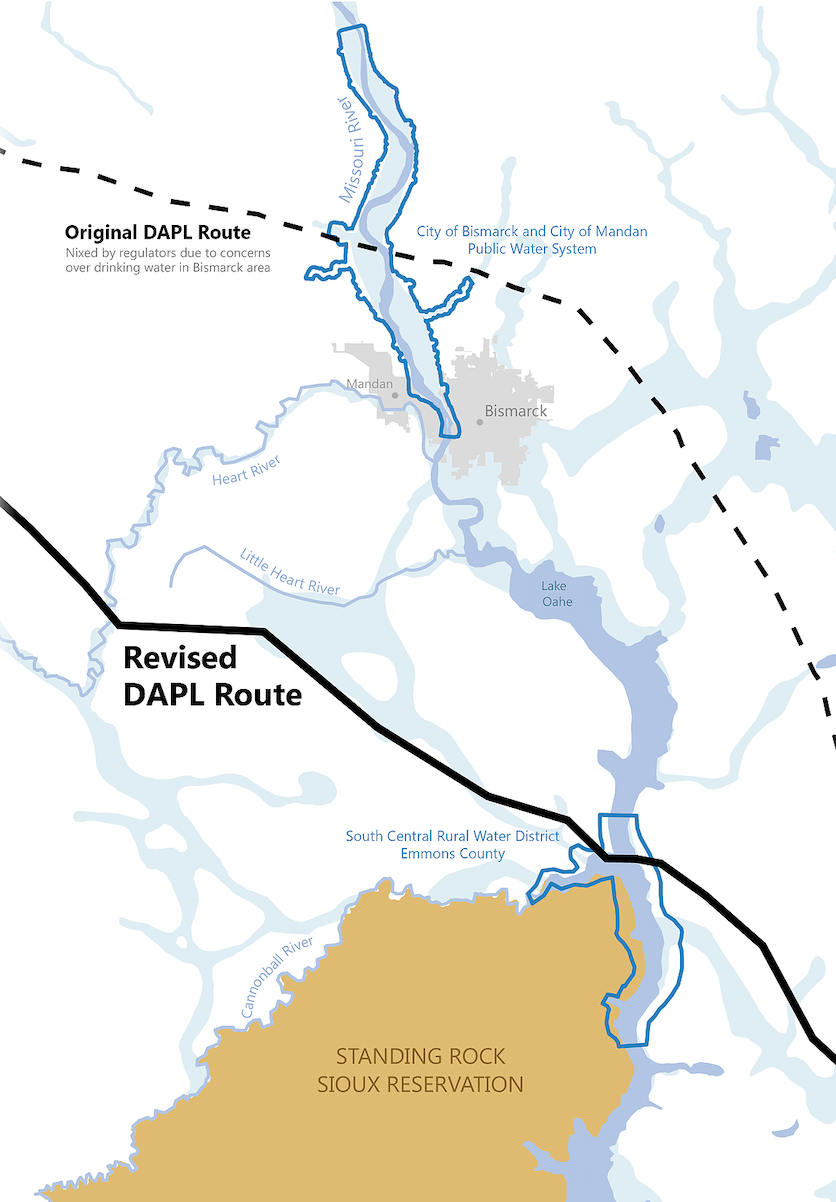 Missouri River
Original DAPL Route
Nixed by regulators due to concerns
over drinking water in Bismarck area
City of Bismarck and City of Mandan
Public Water System
Mandan
Bismarck
Heart River
Little Heart River
Lake
Oahe
Revised
DAPL Route
South Central Rural Water District
Emmons County
Cannonball River
STANDING ROCK
SIOUX RESERVATION